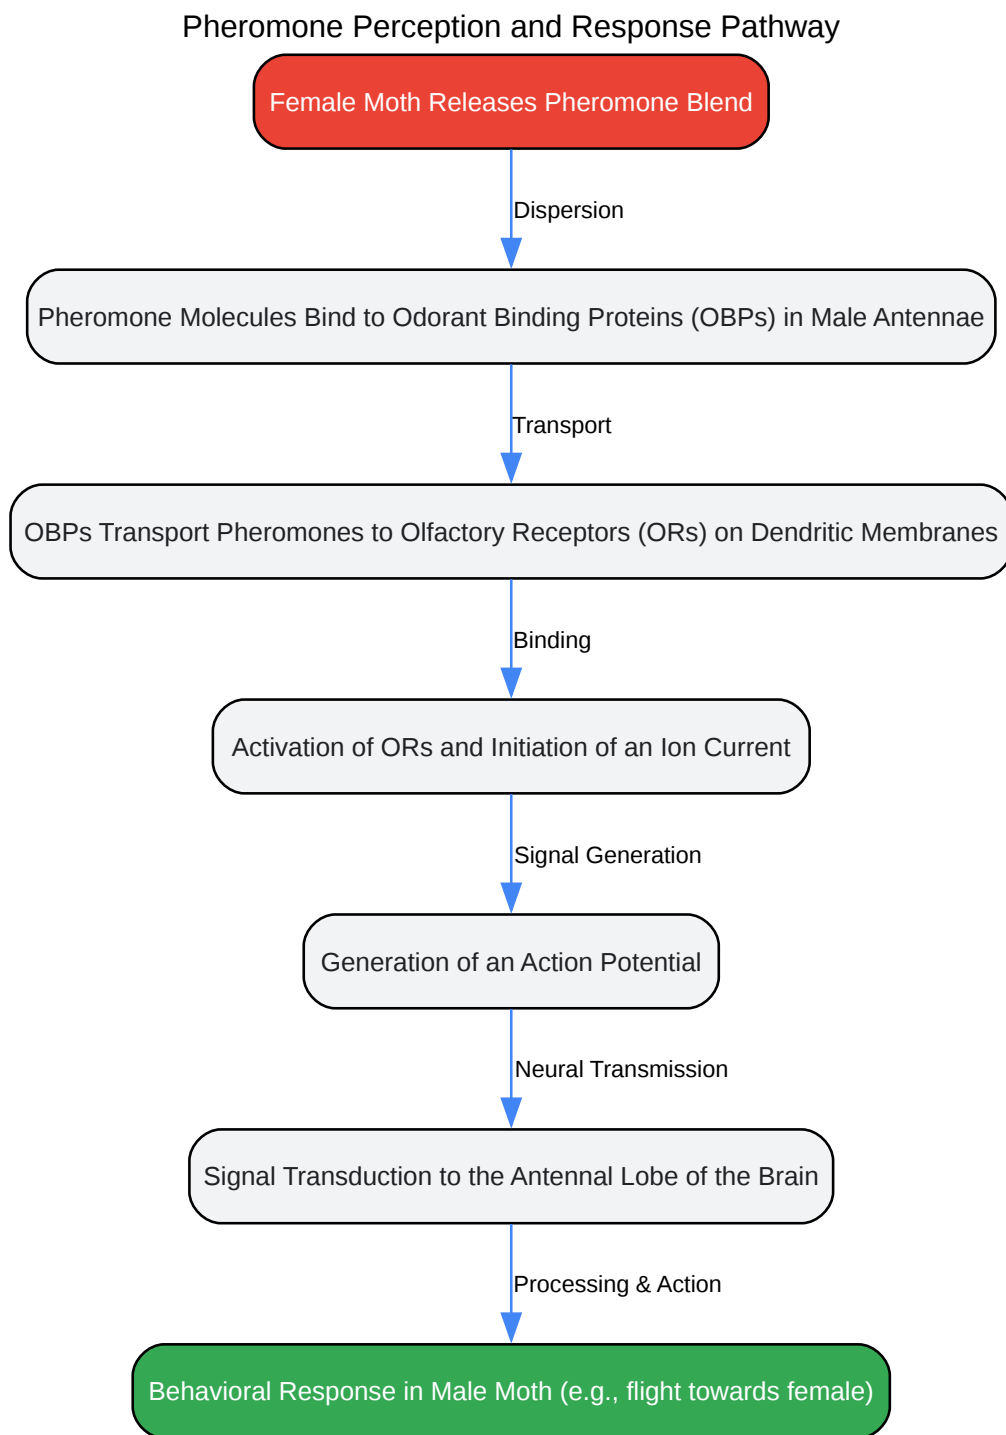 Pheromone Perception and Response Pathway
Female Moth Releases Pheromone Blend
Dispersion
Pheromone Molecules Bind to Odorant Binding Proteins (OBPs) in Male Antennae
Transport
OBPs Transport Pheromones to Olfactory Receptors (ORs) on Dendritic Membranes
Binding
Activation of ORs and Initiation of an Ion Current
Signal Generation
Generation of an Action Potential
Neural Transmission
Signal Transduction to the Antennal Lobe of the Brain
Processing & Action
Behavioral Response in Male Moth (e.g., flight towards female)